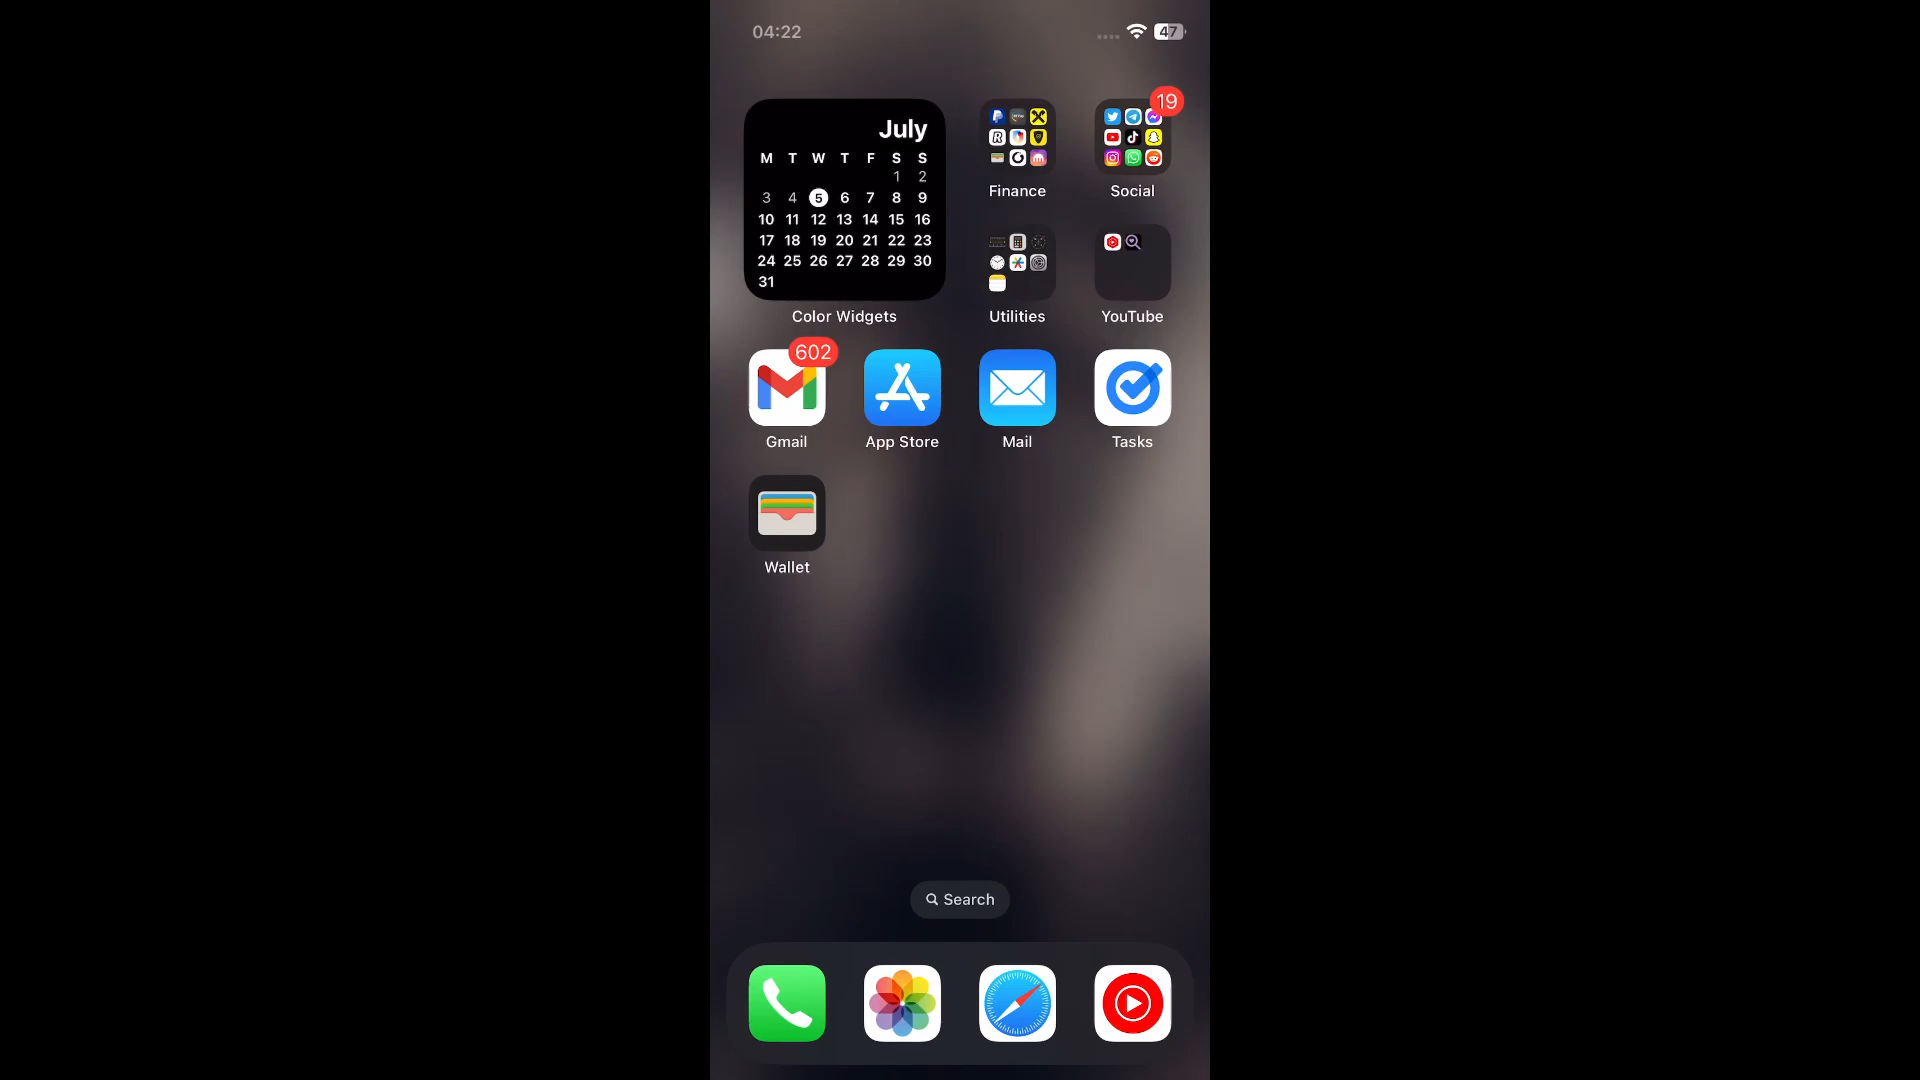 04:22
47
July
M T W T F S S
1 2
3 4 5 6 7 8 9
10 11 12 13 14 15 16
17 18 19 20 21 22 23
24 25 26 27 28 29 30
31
Color Widgets
Finance
19
Social
Utilities
YouTube
602
Gmail
App Store
Mail
Tasks
Wallet
Search